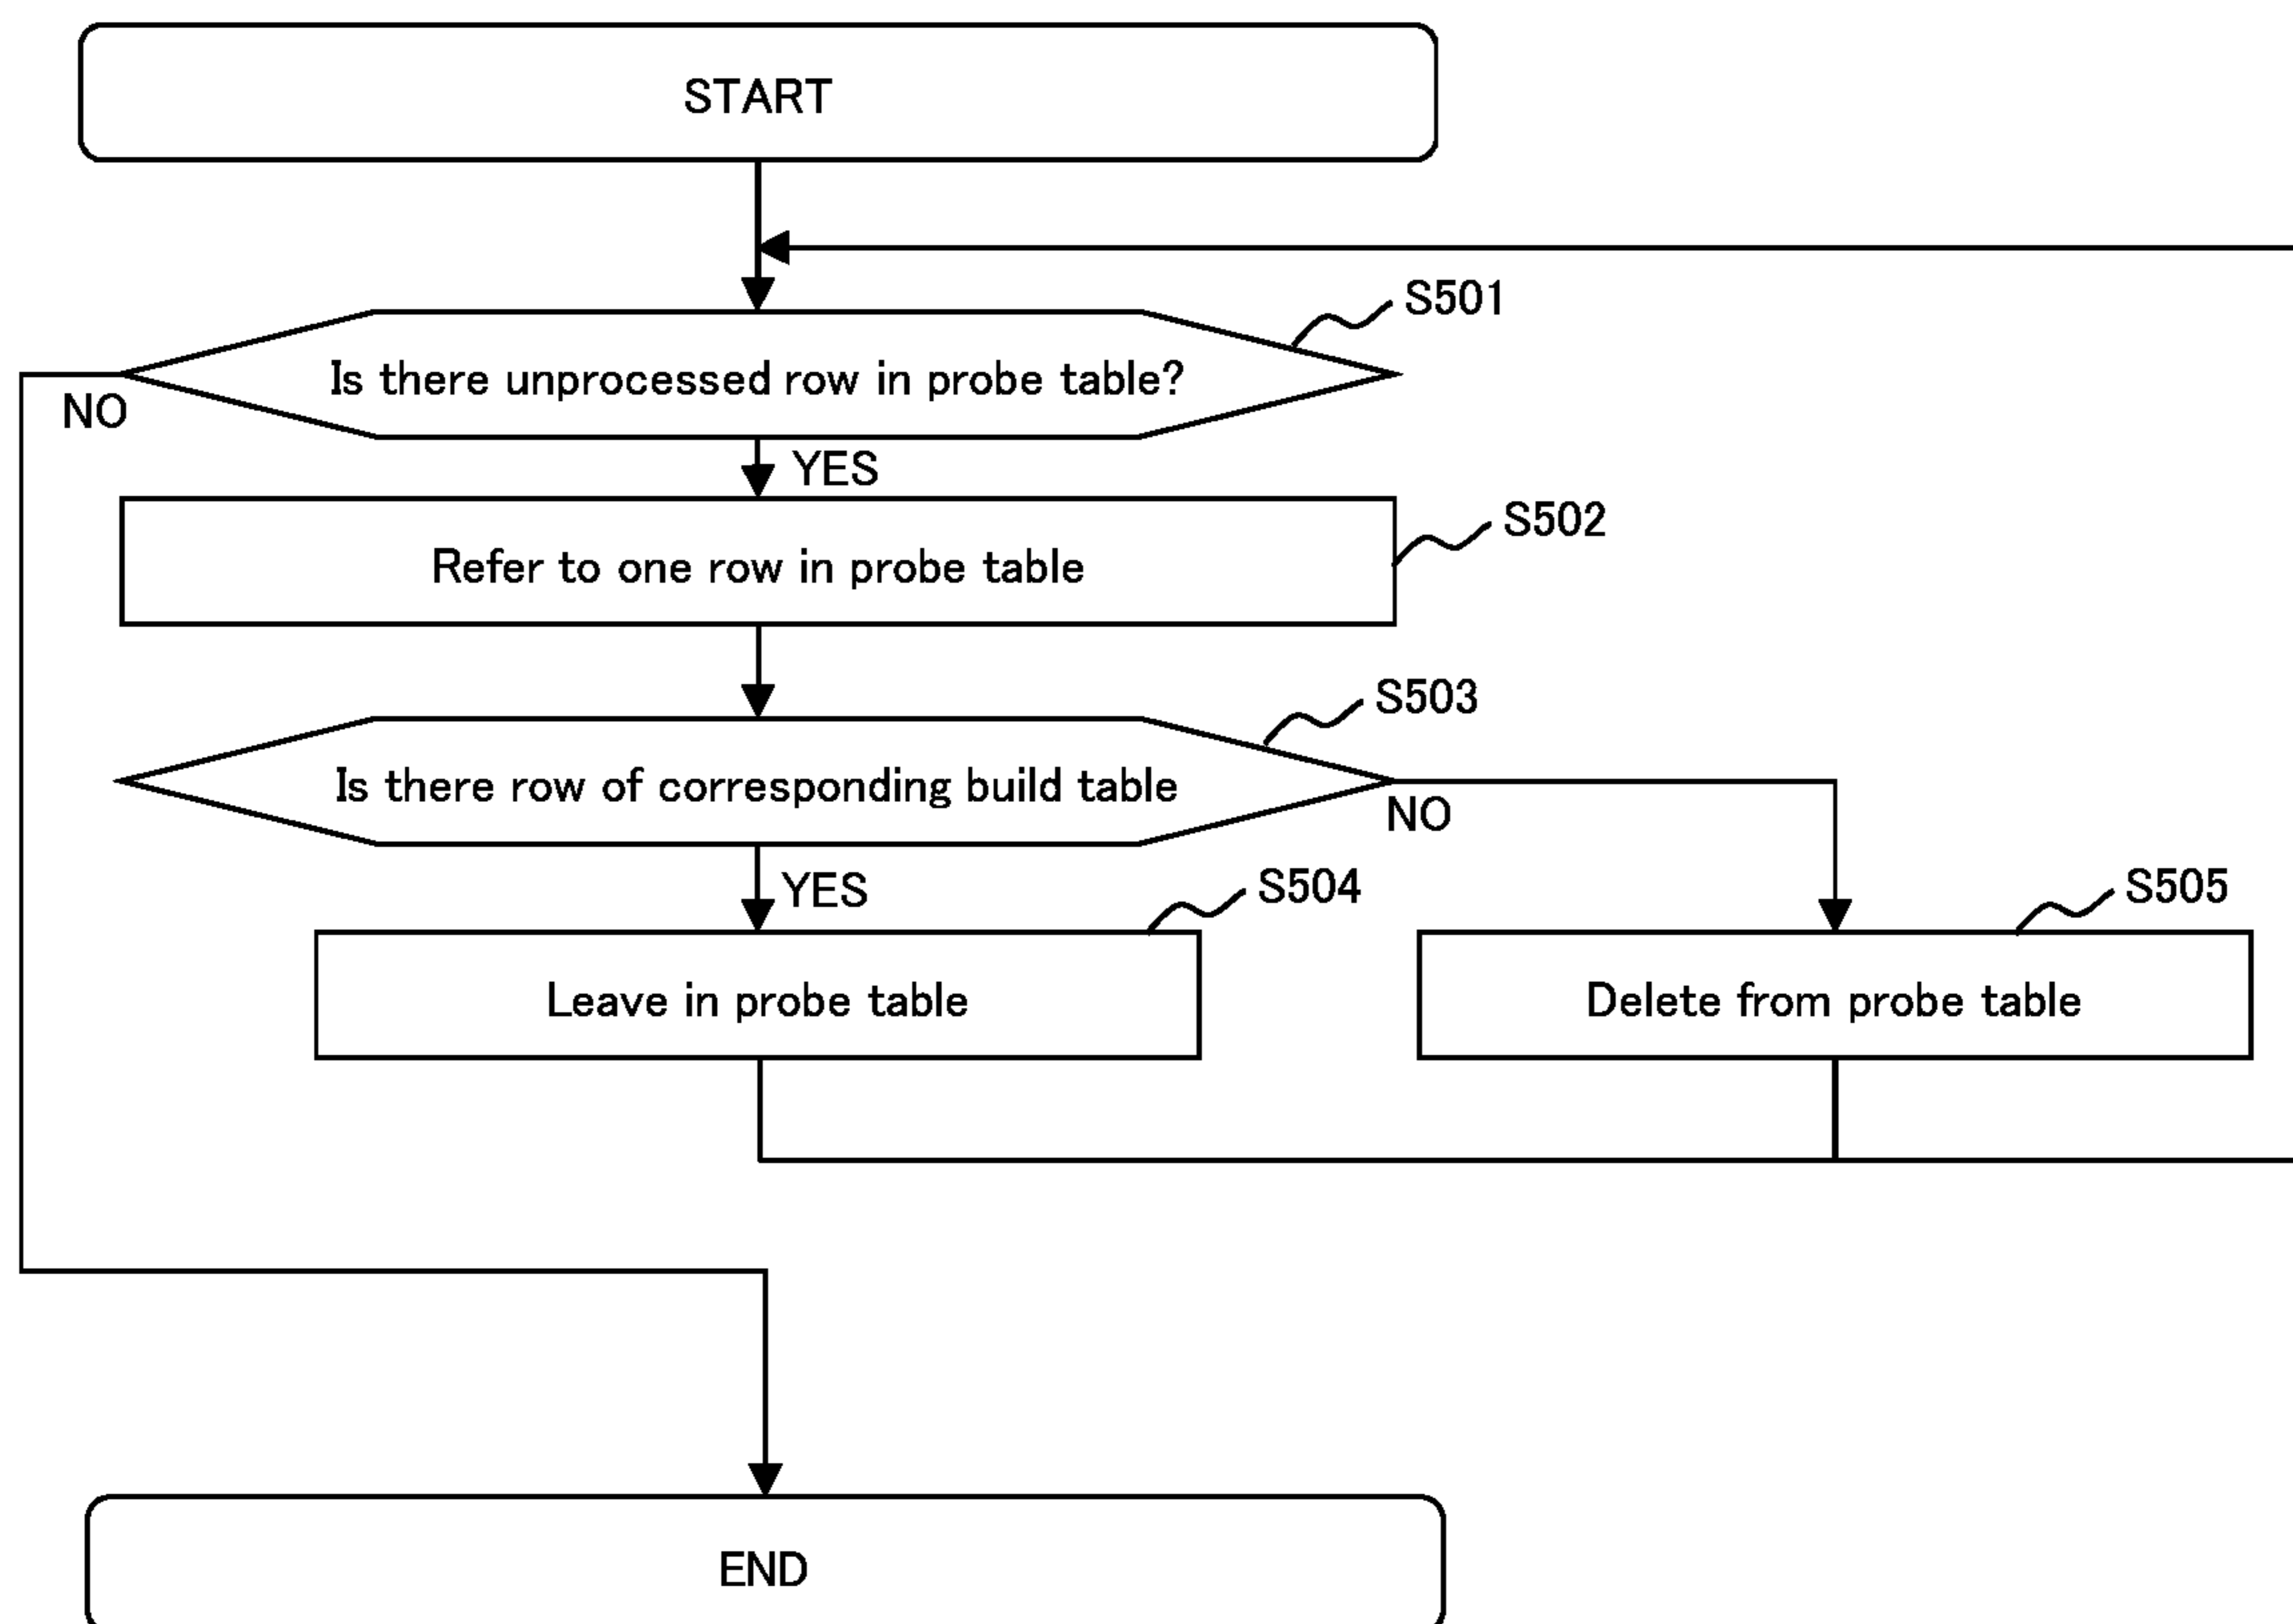 START
S501
Is there unprocessed row in probe table?
NO
YES
S502
Refer to one row in probe table
S503
Is there row of corresponding build table
NO
YES
S504
S505
Leave in probe table
Delete from probe table
END